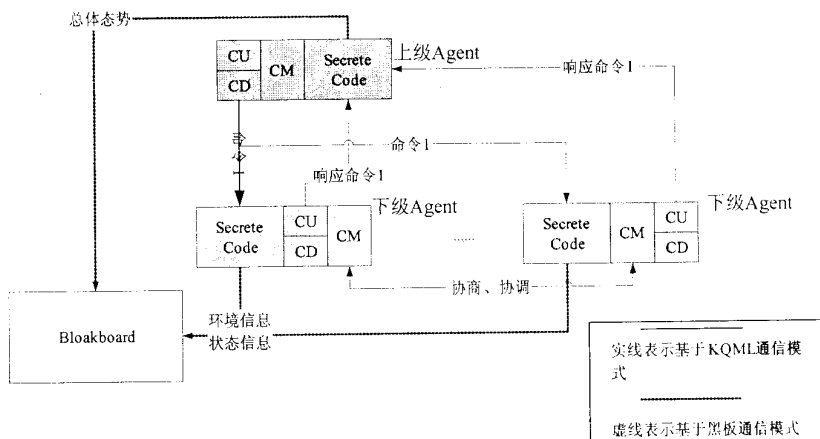 总体态势
上级Agent
CU
CD
CM
Secrete
Code
响应命令1
命令1
命令1
响应命令1
下级Agent
Secrete
Code
CU
CD
CM
......
下级Agent
Secrete
Code
CM
CU
CD
协商、协调
环境信息
状态信息
Bloakboard
实线表示基于KQML通信模
式
虚线表示基于黑板通信模式